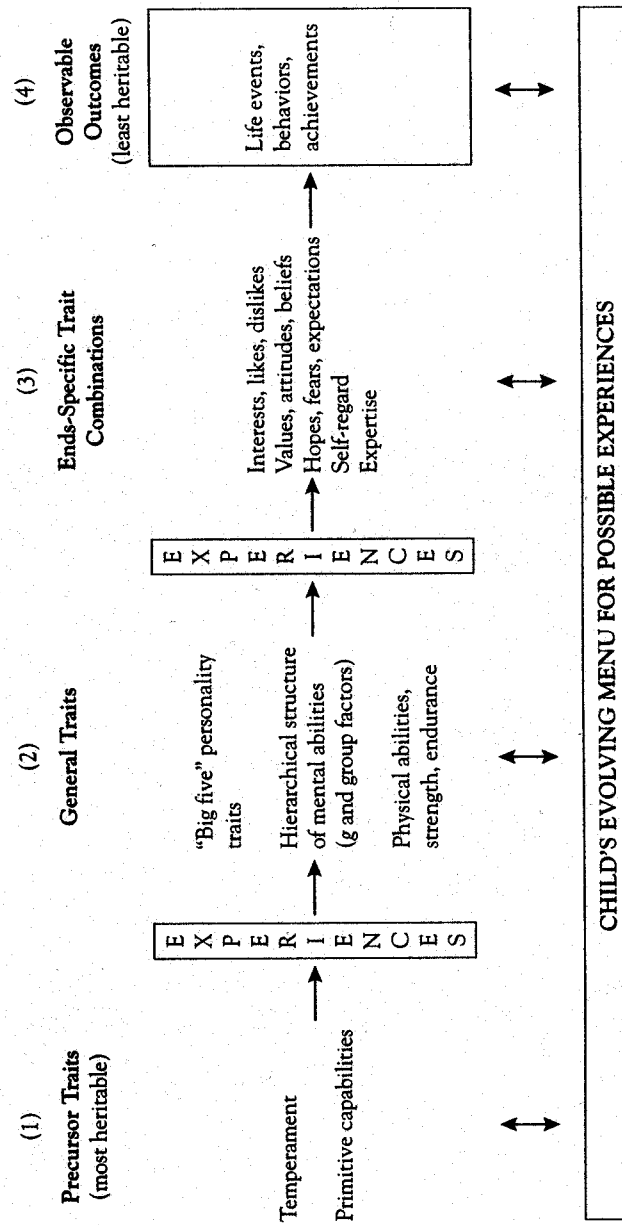 (1)
Precursor Traits
(most heritable)
Temperament
Primitive capabilities
E
X
P
E
R
I
E
N
C
E
S
(2)
General Traits
“Big five” personality
traits
Hierarchical structure
of mental abilities
(g and group factors)
Physical abilities,
strength, endurance
E
X
P
E
R
I
E
N
C
E
S
(3)
Ends-Specific Trait
Combinations
Interests, likes, dislikes
Values, attitudes, beliefs
Hopes, fears, expectations
Self-regard
Expertise
(4)
Observable
Outcomes
(least heritable)
Life events,
behaviors,
achievements
CHILD'S EVOLVING MENU FOR POSSIBLE EXPERIENCES